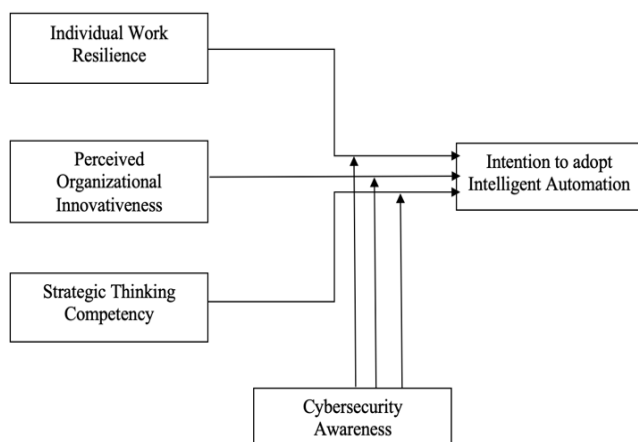 Individual Work
Resilience
Perceived
Organizational
Innovativeness
Intention to adopt
Intelligent Automation
Strategic Thinking
Competency
Cybersecurity
Awareness